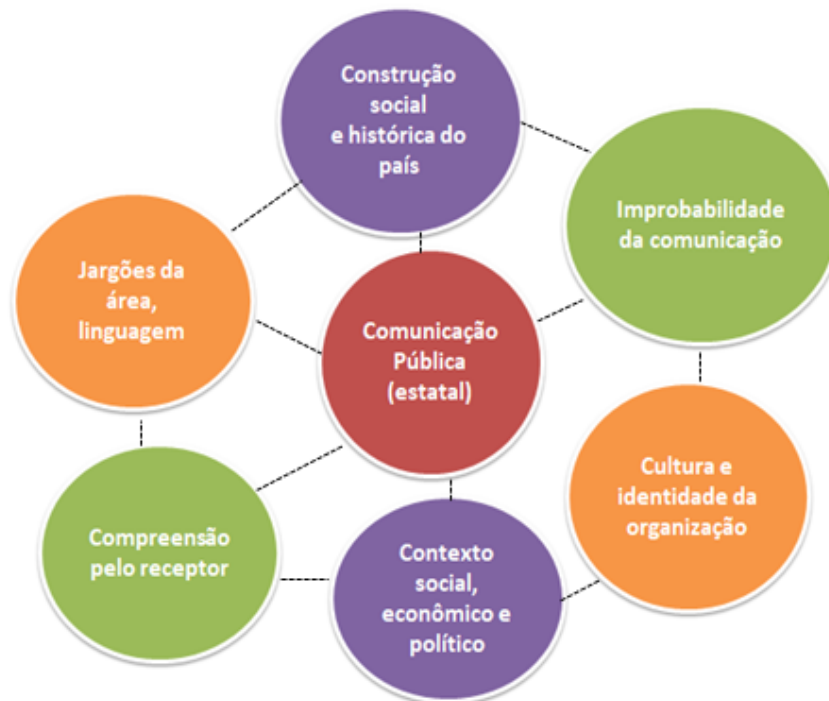 Construção
social
e histórica do
país
Improbabilidade
da comunicação
Jargões da
área,
linguagem
Comunicação
Pública
(estatal)
Cultura e
identidade da
organização
Compreensão
pelo receptor
Contexto
social,
econômico e
político